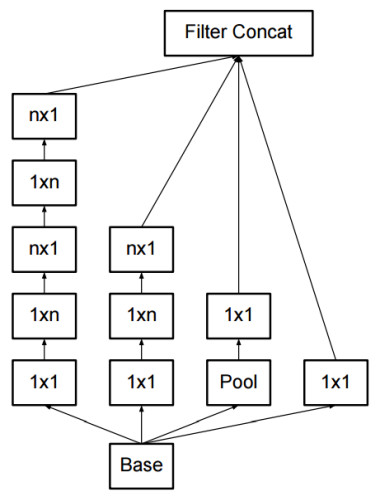 Filter Concat
nx1
1xn
nx1
nx1
1xn
1xn
1x1
1x1
1x1
Pool
1x1
Base